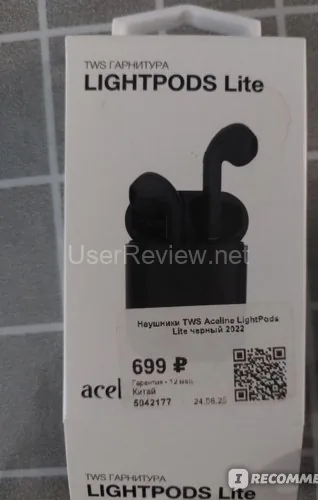 TWS ГАРНИТУРА
LIGHTPODS Lite
UserReview.net
Наушники TWS Aceline LightPods
Lite черный 2022
699 ₽
Гарантия - 12 мес.
acel
Китай
5042177
TWS ГАРНИТУРА
LIGHTPODS Lite
RECOMME